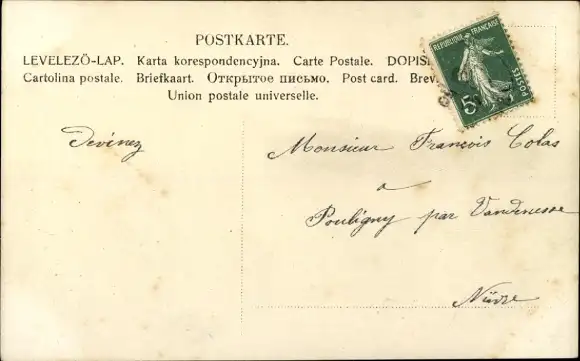 POSTKARTE.
LEVELEZŐ-LAP. Karta korespondencyjna. Carte Postale. DOPIS
Cartolina postale. Briefkaart. Открытое письмо. Post card. Brev
Union postale universelle.
REPUBLIQUE FRANÇAISE
POSTES
5
Devinez
Monsieur François Colas
a
Pouligny par Vandenesse
Nièvre